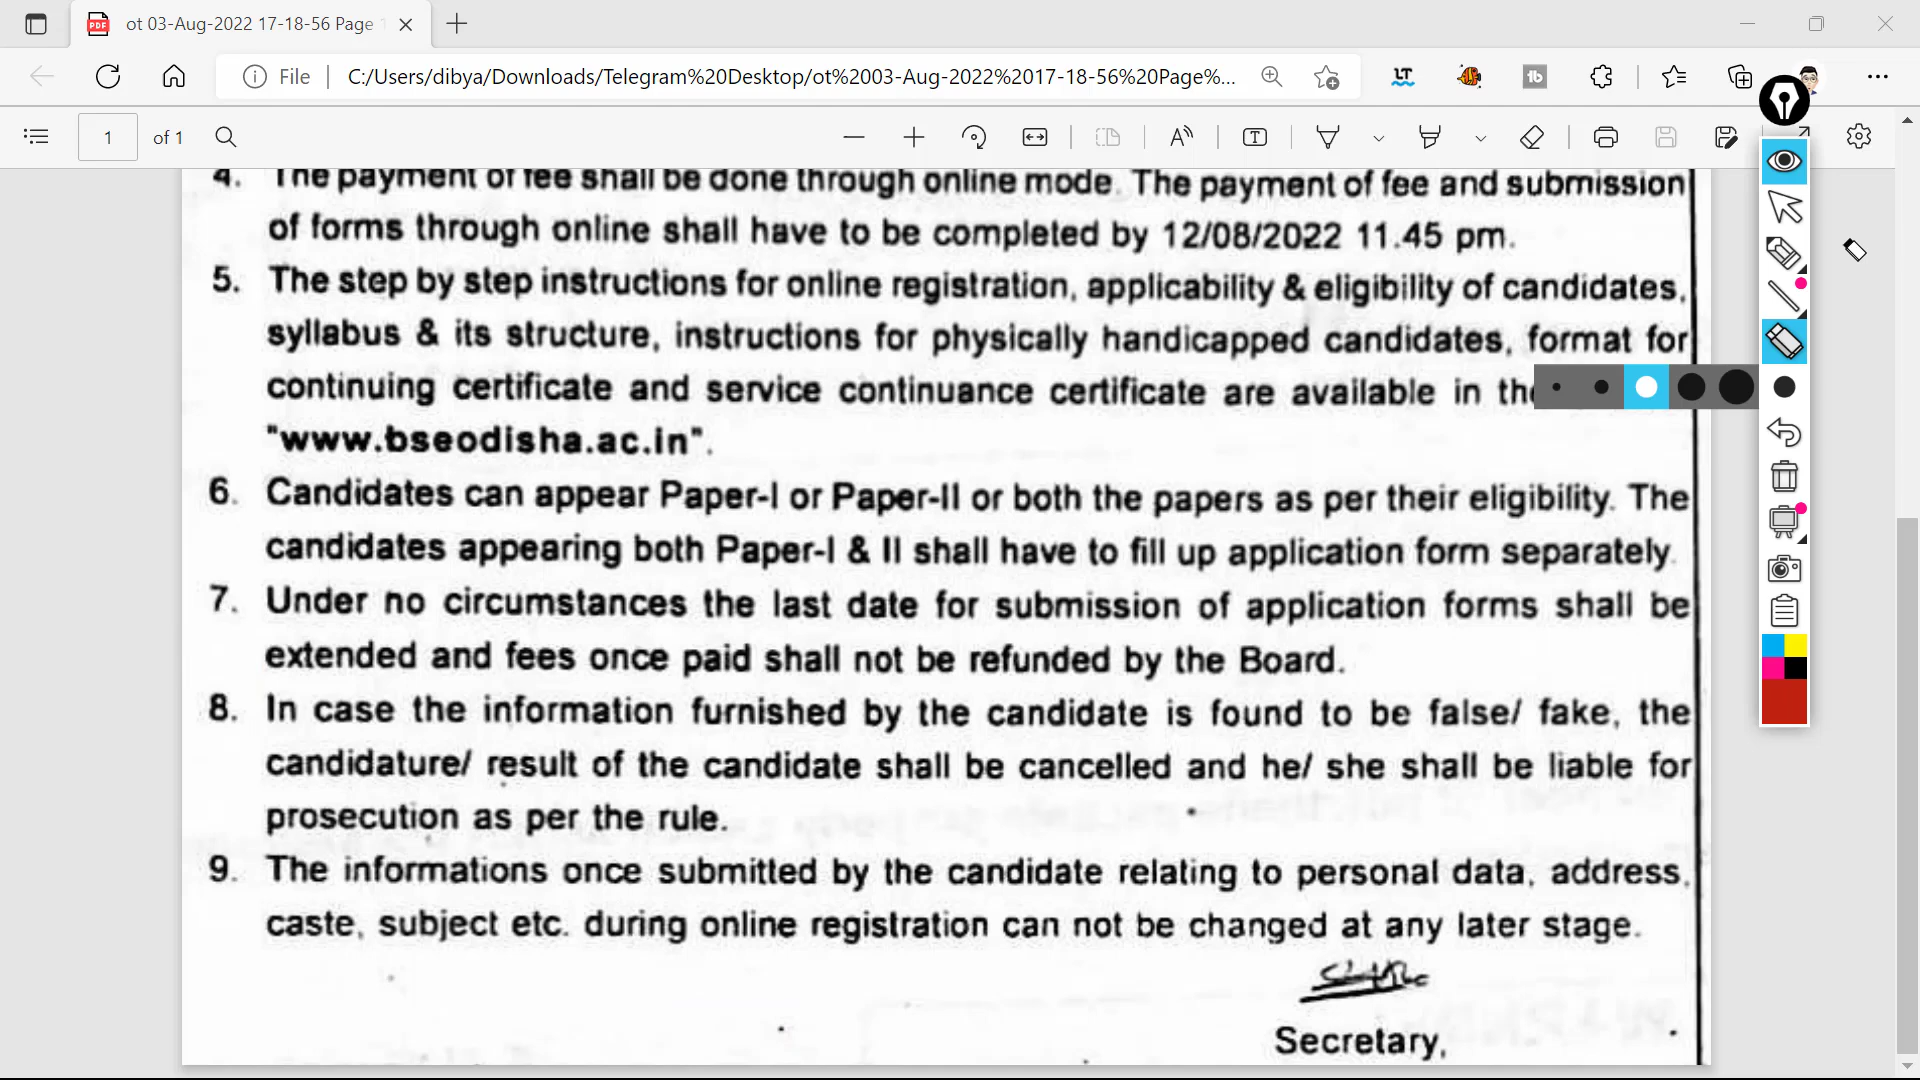 ot 03-Aug-2022 17-18-56 Page
File
C:/Users/dibya/Downloads/Telegram%20Desktop/ot%2003-Aug-2022%2017-18-56%20Page%...
1 of 1
4. The payment of fee shall be done through online mode. The payment of fee and submission
of forms through online shall have to be completed by 12/08/2022 11.45 pm.
5. The step by step instructions for online registration, applicability & eligibility of candidates,
syllabus & its structure, instructions for physically handicapped candidates, format for
continuing certificate and service continuance certificate are available in the
"www.bseodisha.ac.in".
6. Candidates can appear Paper-I or Paper-II or both the papers as per their eligibility. The
candidates appearing both Paper-I & II shall have to fill up application form separately.
7. Under no circumstances the last date for submission of application forms shall be
extended and fees once paid shall not be refunded by the Board.
8. In case the information furnished by the candidate is found to be false/ fake, the
candidature/ result of the candidate shall be cancelled and he/ she shall be liable for
prosecution as per the rule.
9. The informations once submitted by the candidate relating to personal data, address,
caste, subject etc. during online registration can not be changed at any later stage.
Secretary,